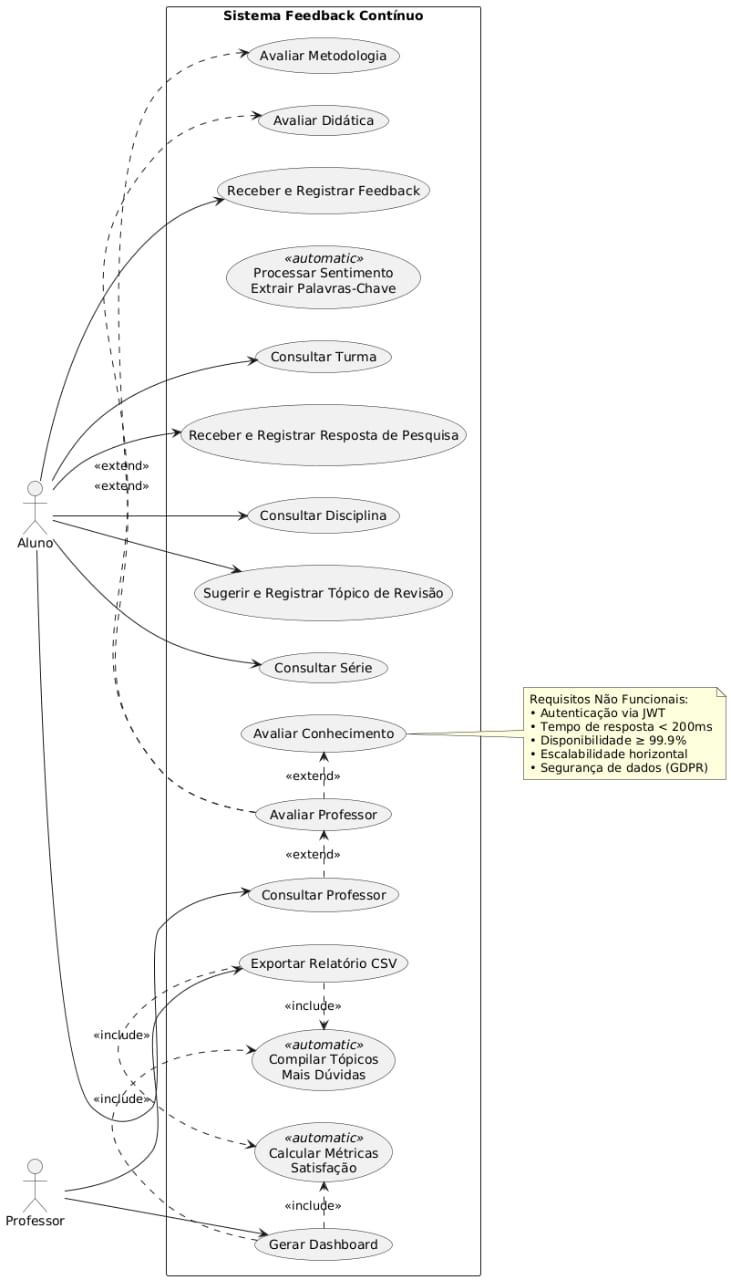 Sistema Feedback Contínuo
Avaliar Metodologia
Avaliar Didática
Receber e Registrar Feedback
«automatic»
Processar Sentimento
Extrair Palavras-Chave
Consultar Turma
Receber e Registrar Resposta de Pesquisa
«extend»
«extend»
Consultar Disciplina
Aluno
Sugerir e Registrar Tópico de Revisão
Consultar Série
Avaliar Conhecimento
Requisitos Não Funcionais:
• Autenticação via JWT
• Tempo de resposta < 200ms
• Disponibilidade ≥ 99.9%
• Escalabilidade horizontal
• Segurança de dados (GDPR)
«extend»
Avaliar Professor
«extend»
Consultar Professor
Exportar Relatório CSV
«include»
«include»
«automatic»
Compilar Tópicos
Mais Dúvidas
«include»
«automatic»
Calcular Métricas
Satisfação
«include»
Professor
Gerar Dashboard